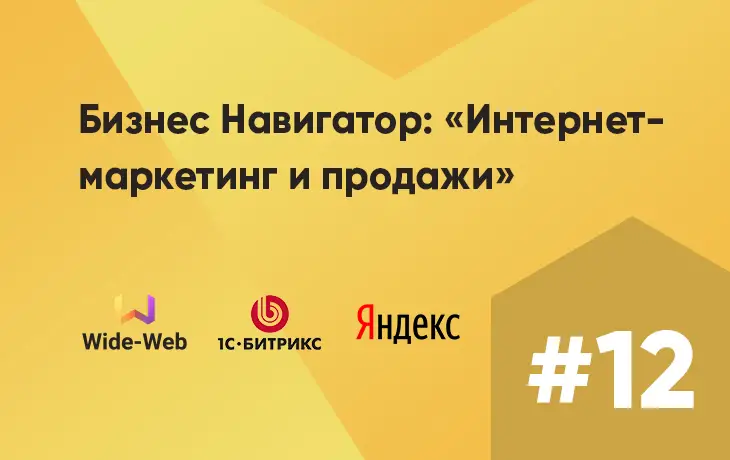 Бизнес Навигатор: «Интернет-
маркетинг и продажи»
Wide-Web
1С·БИТРИКС
Яндекс
#12